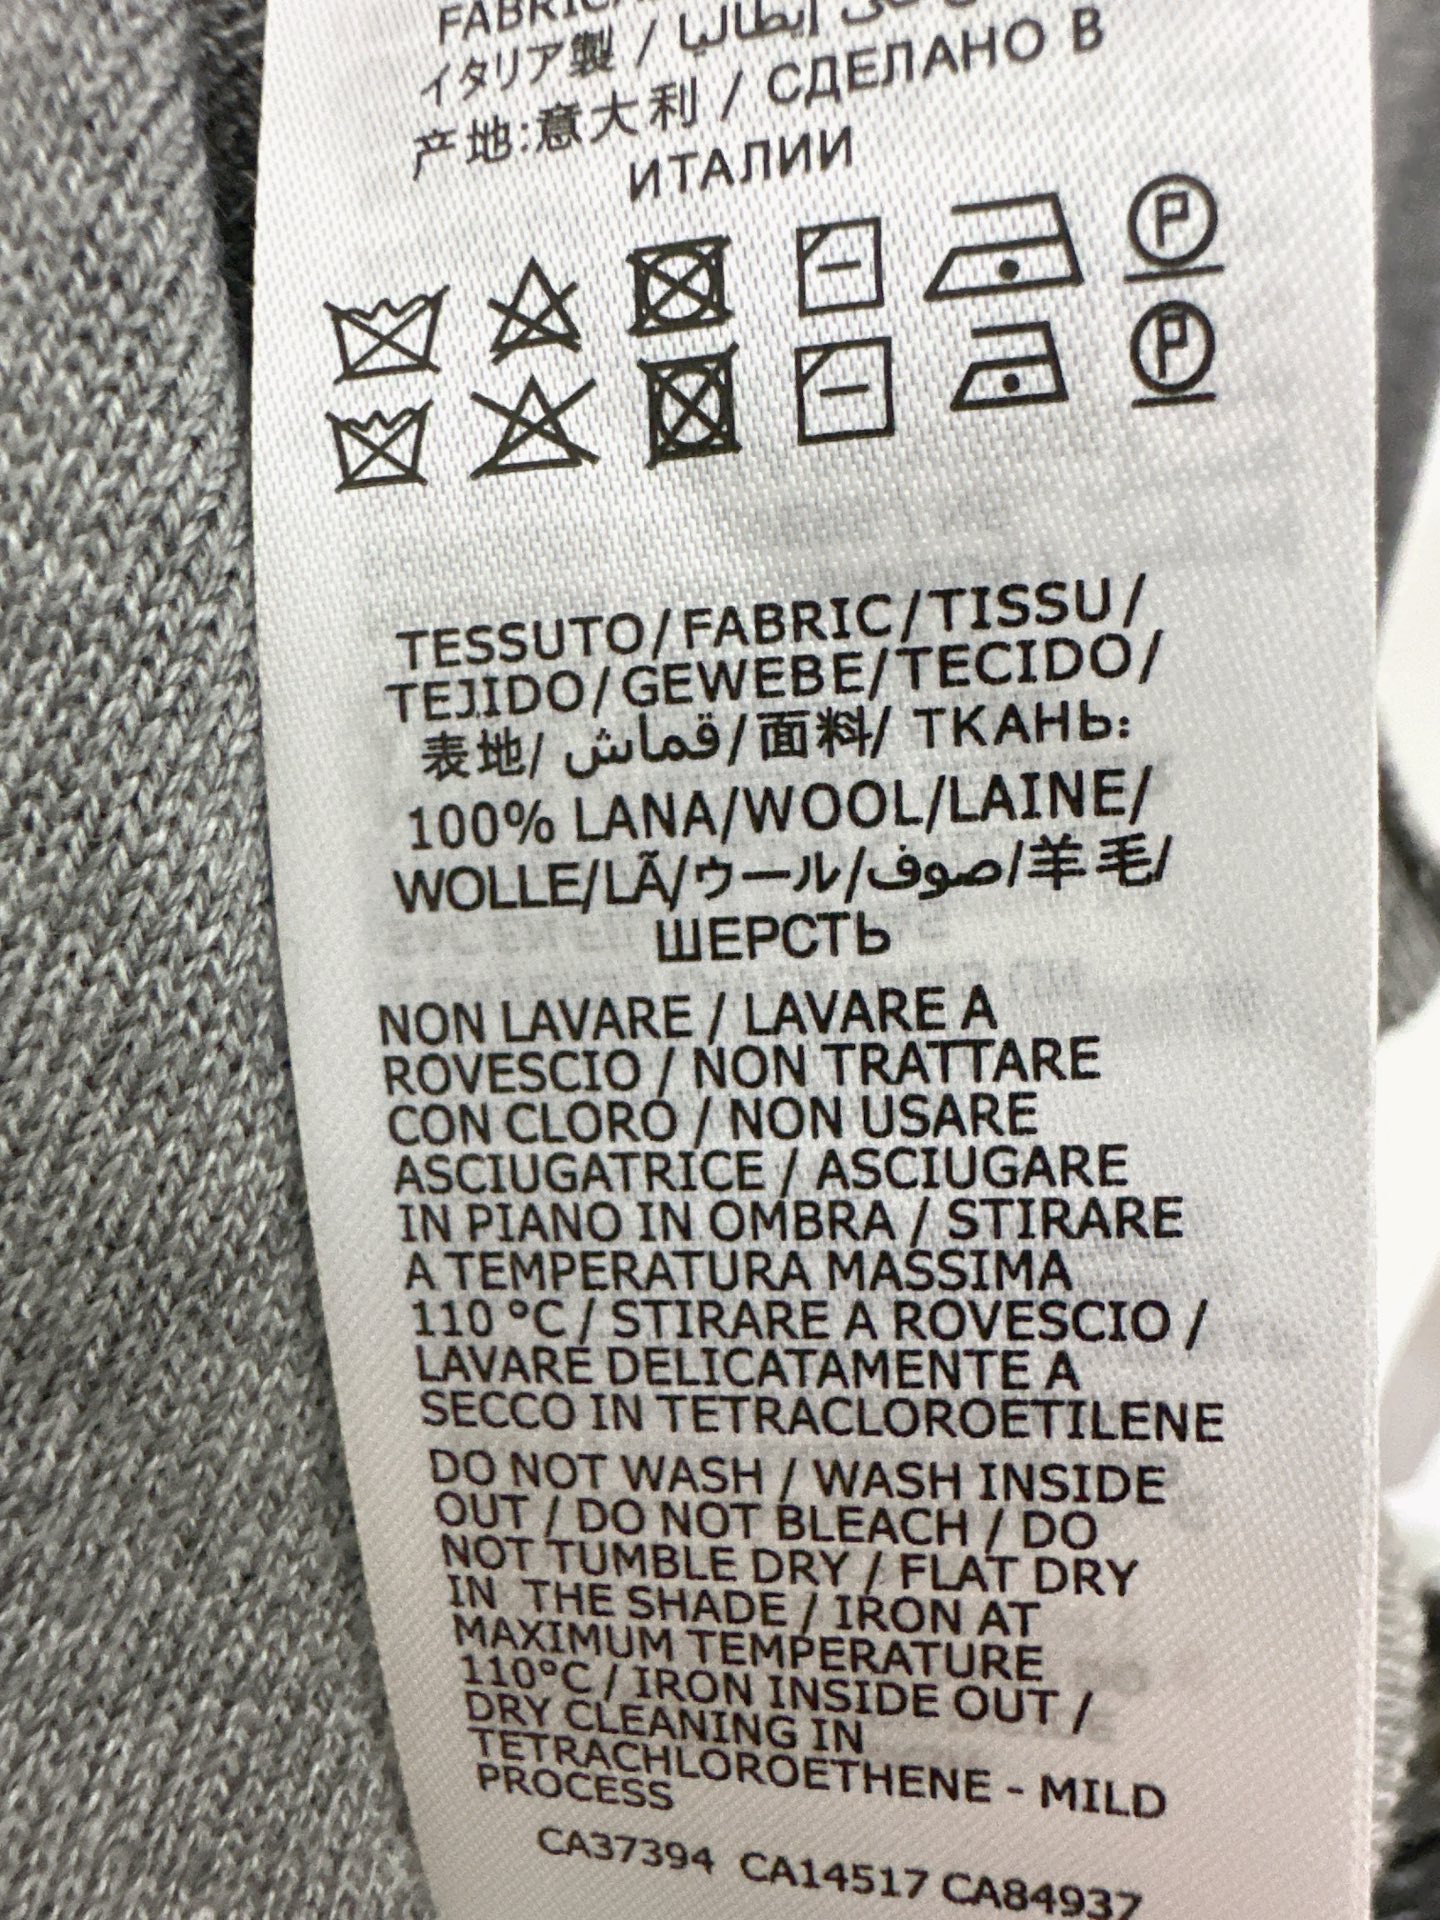 イタリア製 / إيطاليا
产地:意大利 / СДЕЛАНО В
ИТАЛИИ
P
P
TESSUTO/FABRIC/TISSU/
TEJIDO/GEWEBE/TECIDO/
表地/ قماش/面料/ ТКАНЬ:
100% LANA/WOOL/LAINE/
WOLLE/LÃ/ウール/صوف/羊毛/
ШЕРСТЬ
NON LAVARE / LAVARE A
ROVESCIO / NON TRATTARE
CON CLORO / NON USARE
ASCIUGATRICE / ASCIUGARE
IN PIANO IN OMBRA / STIRARE
A TEMPERATURA MASSIMA
110 °C / STIRARE A ROVESCIO /
LAVARE DELICATAMENTE A
SECCO IN TETRACLOROETILENE
DO NOT WASH / WASH INSIDE
OUT / DO NOT BLEACH / DO
NOT TUMBLE DRY / FLAT DRY
IN THE SHADE / IRON AT
MAXIMUM TEMPERATURE
110°C / IRON INSIDE OUT /
DRY CLEANING IN
TETRACHLOROETHENE - MILD
PROCESS
CA37394 CA14517 CA84937